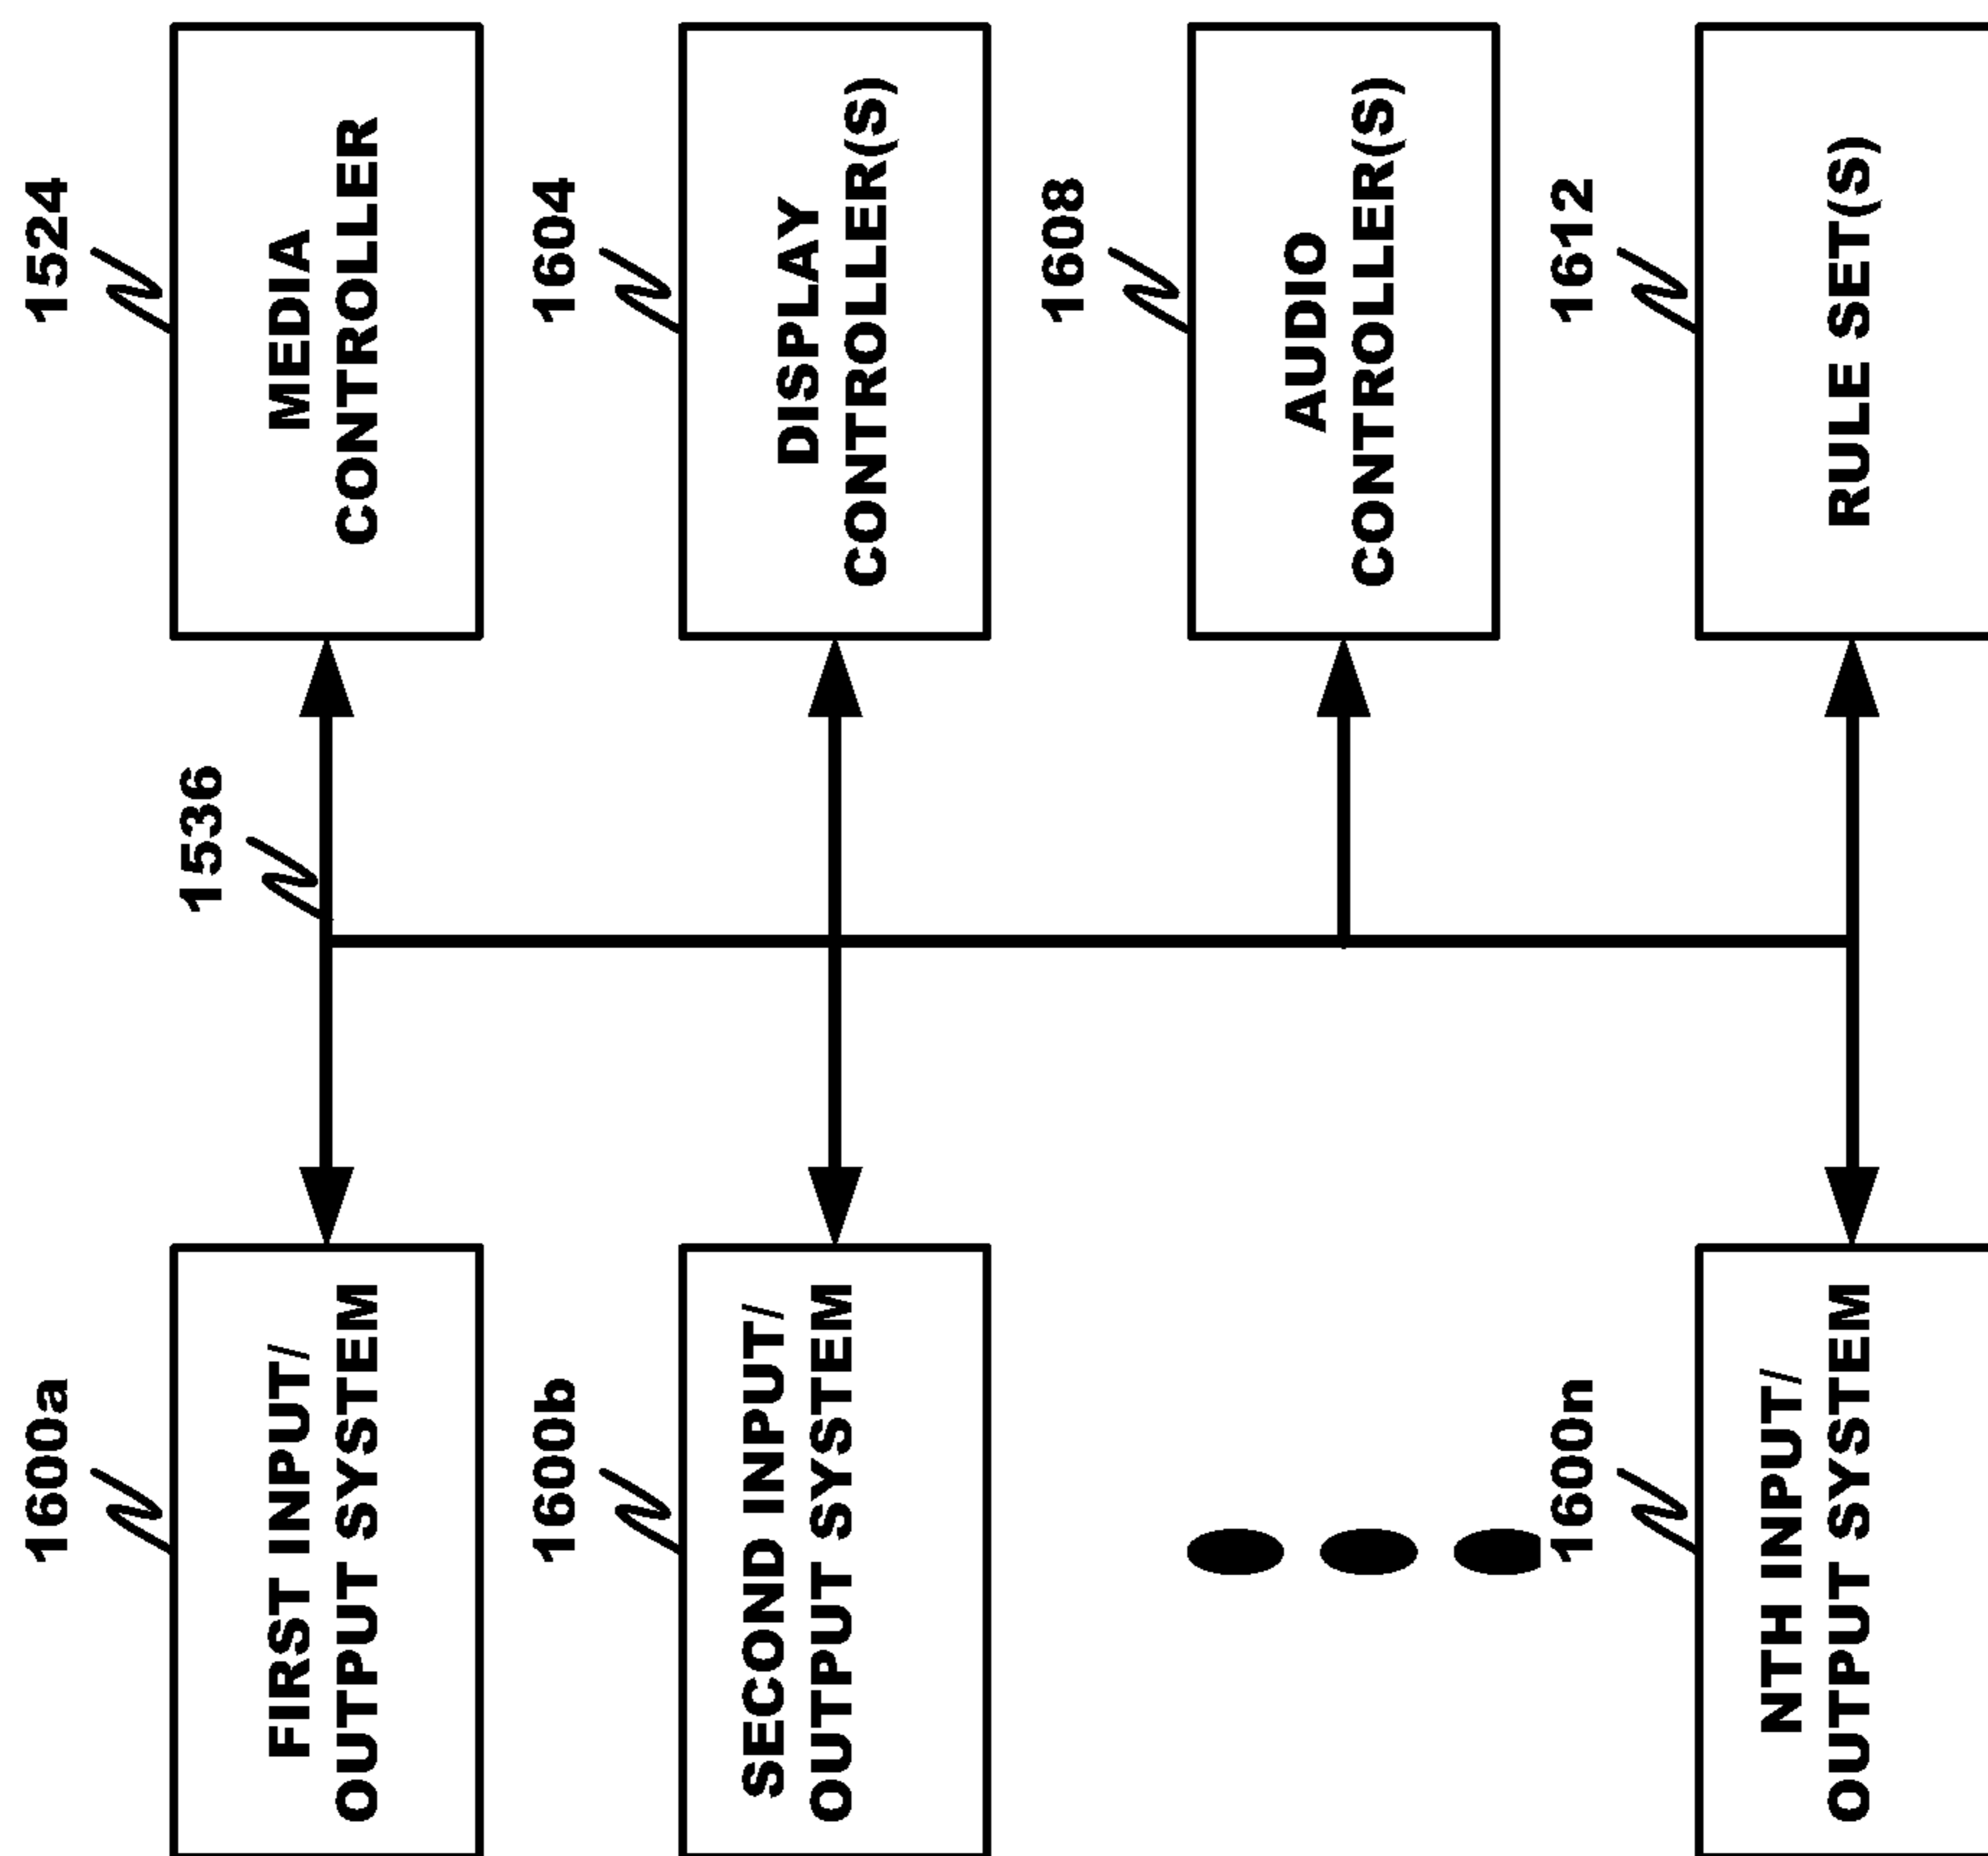 1600a
FIRST INPUT/
OUTPUT SYSTEM
1536
1524
MEDIA
CONTROLLER
1600b
SECOND INPUT/
OUTPUT SYSTEM
1604
DISPLAY
CONTROLLER(S)
1608
AUDIO
CONTROLLER(S)
1600n
NTH INPUT/
OUTPUT SYSTEM
1612
RULE SET(S)